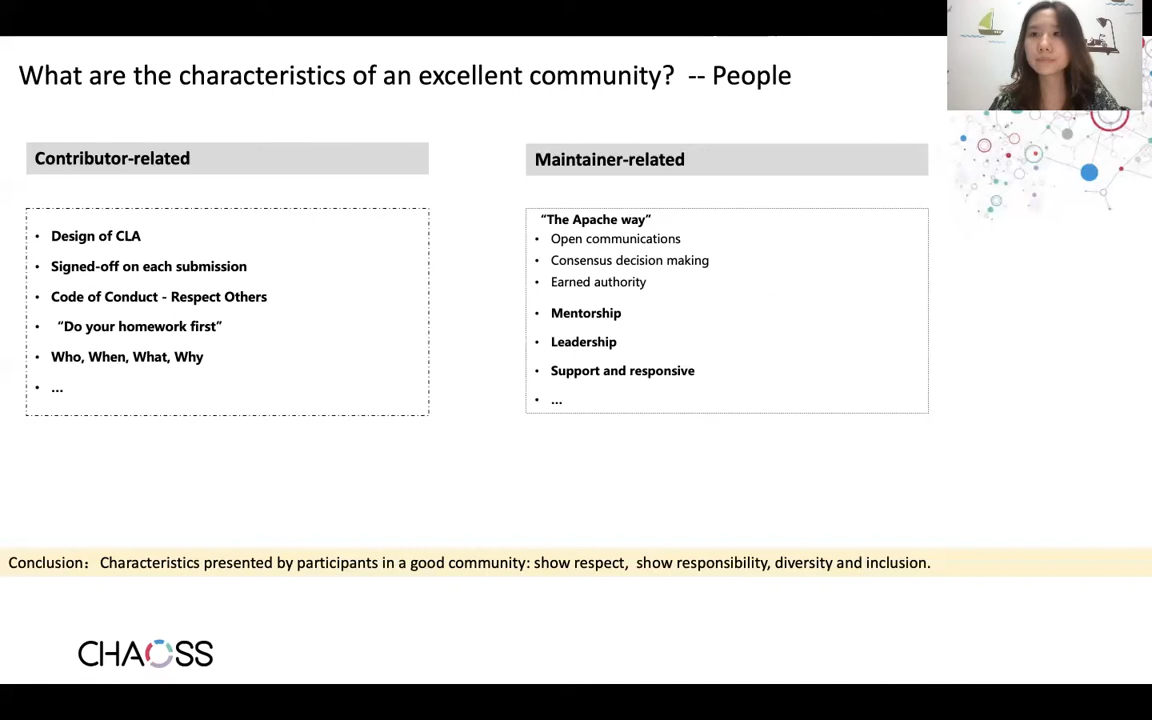 What are the characteristics of an excellent community? -- People
Contributor-related
• Design of CLA
• Signed-off on each submission
• Code of Conduct - Respect Others
• “Do your homework first”
• Who, When, What, Why
• ...
Maintainer-related
“The Apache way”
• Open communications
• Consensus decision making
• Earned authority
• Mentorship
• Leadership
• Support and responsive
• ...
Conclusion： Characteristics presented by participants in a good community: show respect, show responsibility, diversity and inclusion.
CHAOSS